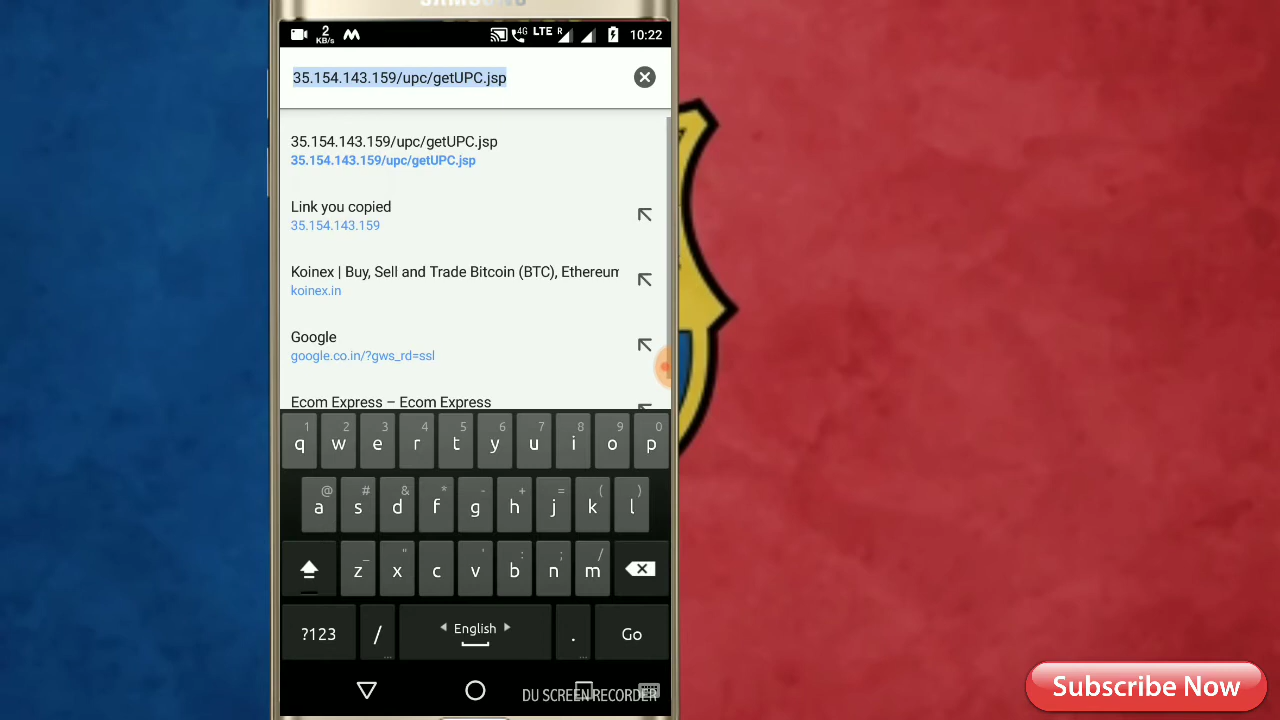 SAMSUNG
2 KB/s 4G LTE R 10:22
35.154.143.159/upc/getUPC.jsp
35.154.143.159/upc/getUPC.jsp
35.154.143.159/upc/getUPC.jsp
Link you copied
35.154.143.159
Koinex | Buy, Sell and Trade Bitcoin (BTC), Ethereum
koinex.in
Google
google.co.in/?gws_rd=ssl
Ecom Express – Ecom Express
1 2 3 4 5 6 7 8 9 0
q w e r t y u i o p
@ # & * - + = ( )
a s d f g h j k l
_ " ' : ; /
z x c v b n m
?123 / English . Go
DU SCREEN RECORDER
Subscribe Now